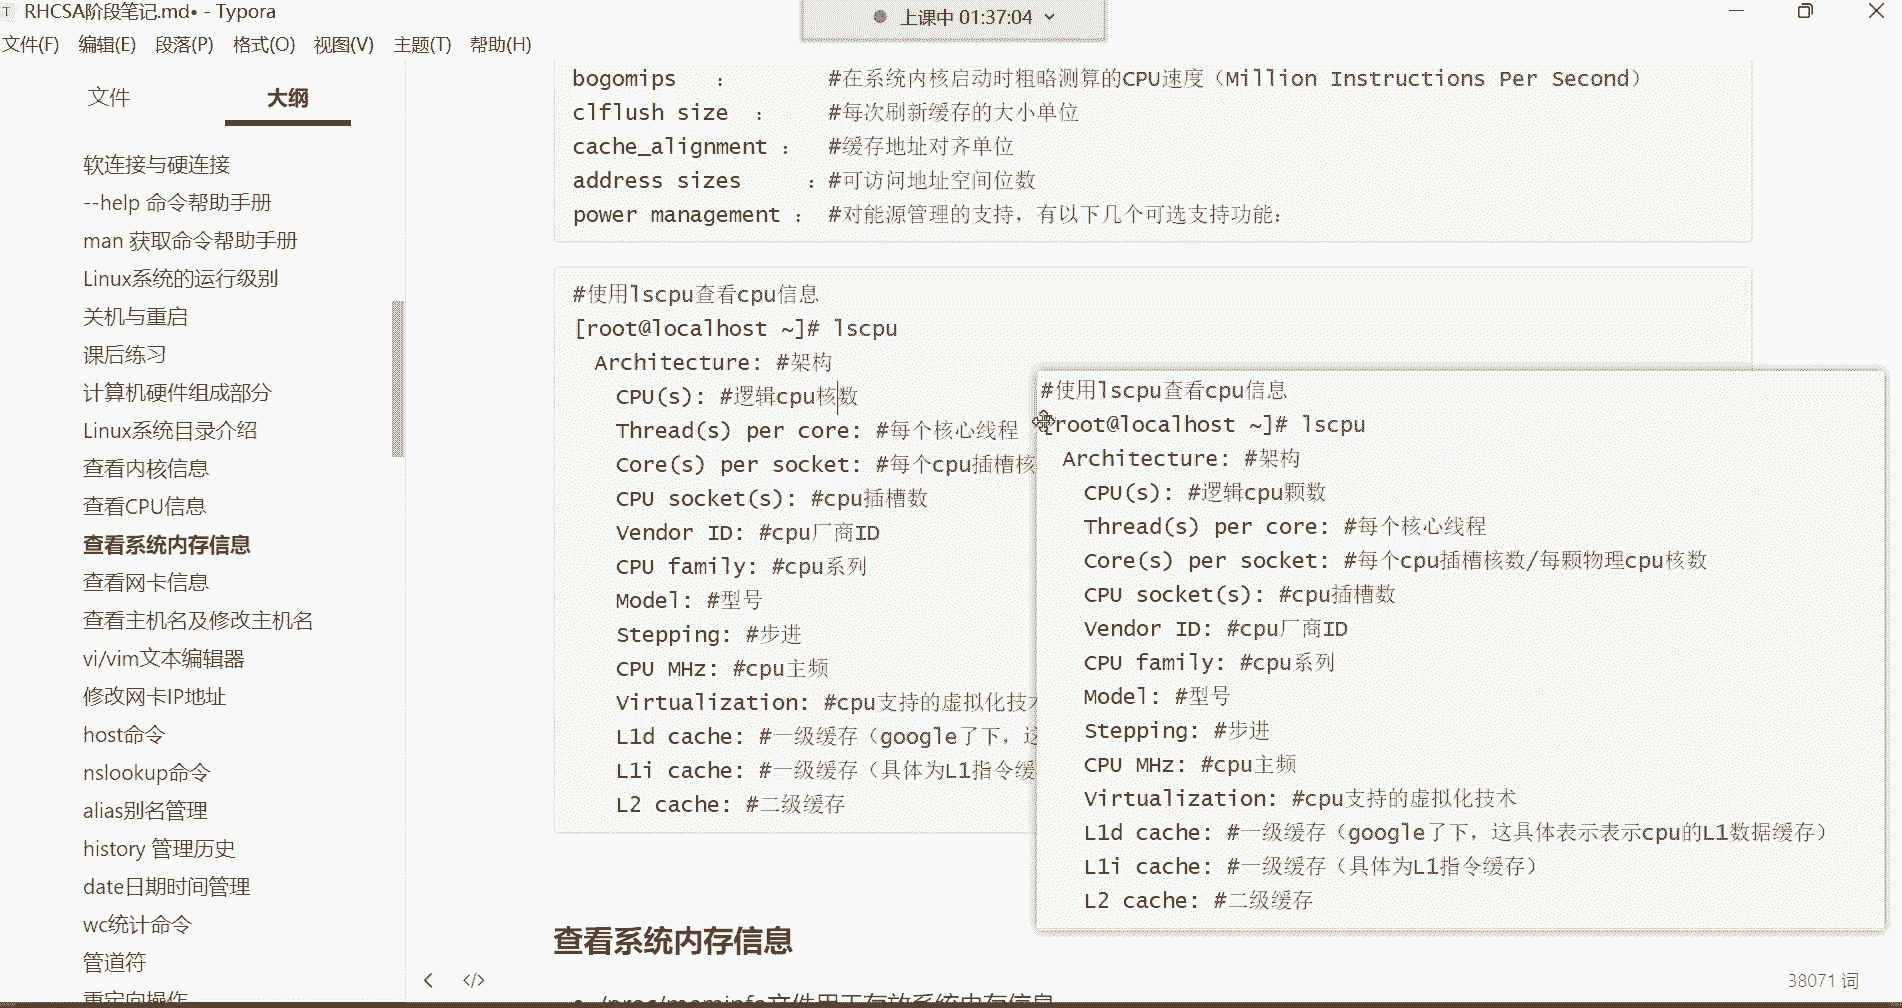 RHCSA阶段笔记.md• - Typora
上课中 01:37:04
文件(F) 编辑(E) 段落(P) 格式(O) 视图(V) 主题(T) 帮助(H)
文件 大纲
软连接与硬连接
--help 命令帮助手册
man 获取命令帮助手册
Linux系统的运行级别
关机与重启
课后练习
计算机硬件组成部分
Linux系统目录介绍
查看内核信息
查看CPU信息
查看系统内存信息
查看网卡信息
查看主机名及修改主机名
vi/vim文本编辑器
修改网卡IP地址
host命令
nslookup命令
alias别名管理
history 管理历史
date日期时间管理
wc统计命令
管道符
重定向操作
bogomips : #在系统内核启动时粗略测算的CPU速度（Million Instructions Per Second）
clflush size : #每次刷新缓存的大小单位
cache_alignment : #缓存地址对齐单位
address sizes : #可访问地址空间位数
power management : #对能源管理的支持，有以下几个可选支持功能：
#使用lscpu查看cpu信息
[root@localhost ~]# lscpu
Architecture: #架构
CPU(s): #逻辑cpu核数
Thread(s) per core: #每个核心线程
Core(s) per socket: #每个cpu插槽核
CPU socket(s): #cpu插槽数
Vendor ID: #cpu厂商ID
CPU family: #cpu系列
Model: #型号
Stepping: #步进
CPU MHz: #cpu主频
Virtualization: #cpu支持的虚拟化技术
L1d cache: #一级缓存（google了下，这
L1i cache: #一级缓存（具体为L1指令缓
L2 cache: #二级缓存
查看系统内存信息
/proc/meminfo文件用于存放系统内存信息
#使用lscpu查看cpu信息
[root@localhost ~]# lscpu
Architecture: #架构
CPU(s): #逻辑cpu颗数
Thread(s) per core: #每个核心线程
Core(s) per socket: #每个cpu插槽核数/每颗物理cpu核数
CPU socket(s): #cpu插槽数
Vendor ID: #cpu厂商ID
CPU family: #cpu系列
Model: #型号
Stepping: #步进
CPU MHz: #cpu主频
Virtualization: #cpu支持的虚拟化技术
L1d cache: #一级缓存（google了下，这具体表示表示cpu的L1数据缓存）
L1i cache: #一级缓存（具体为L1指令缓存）
L2 cache: #二级缓存
38071 词